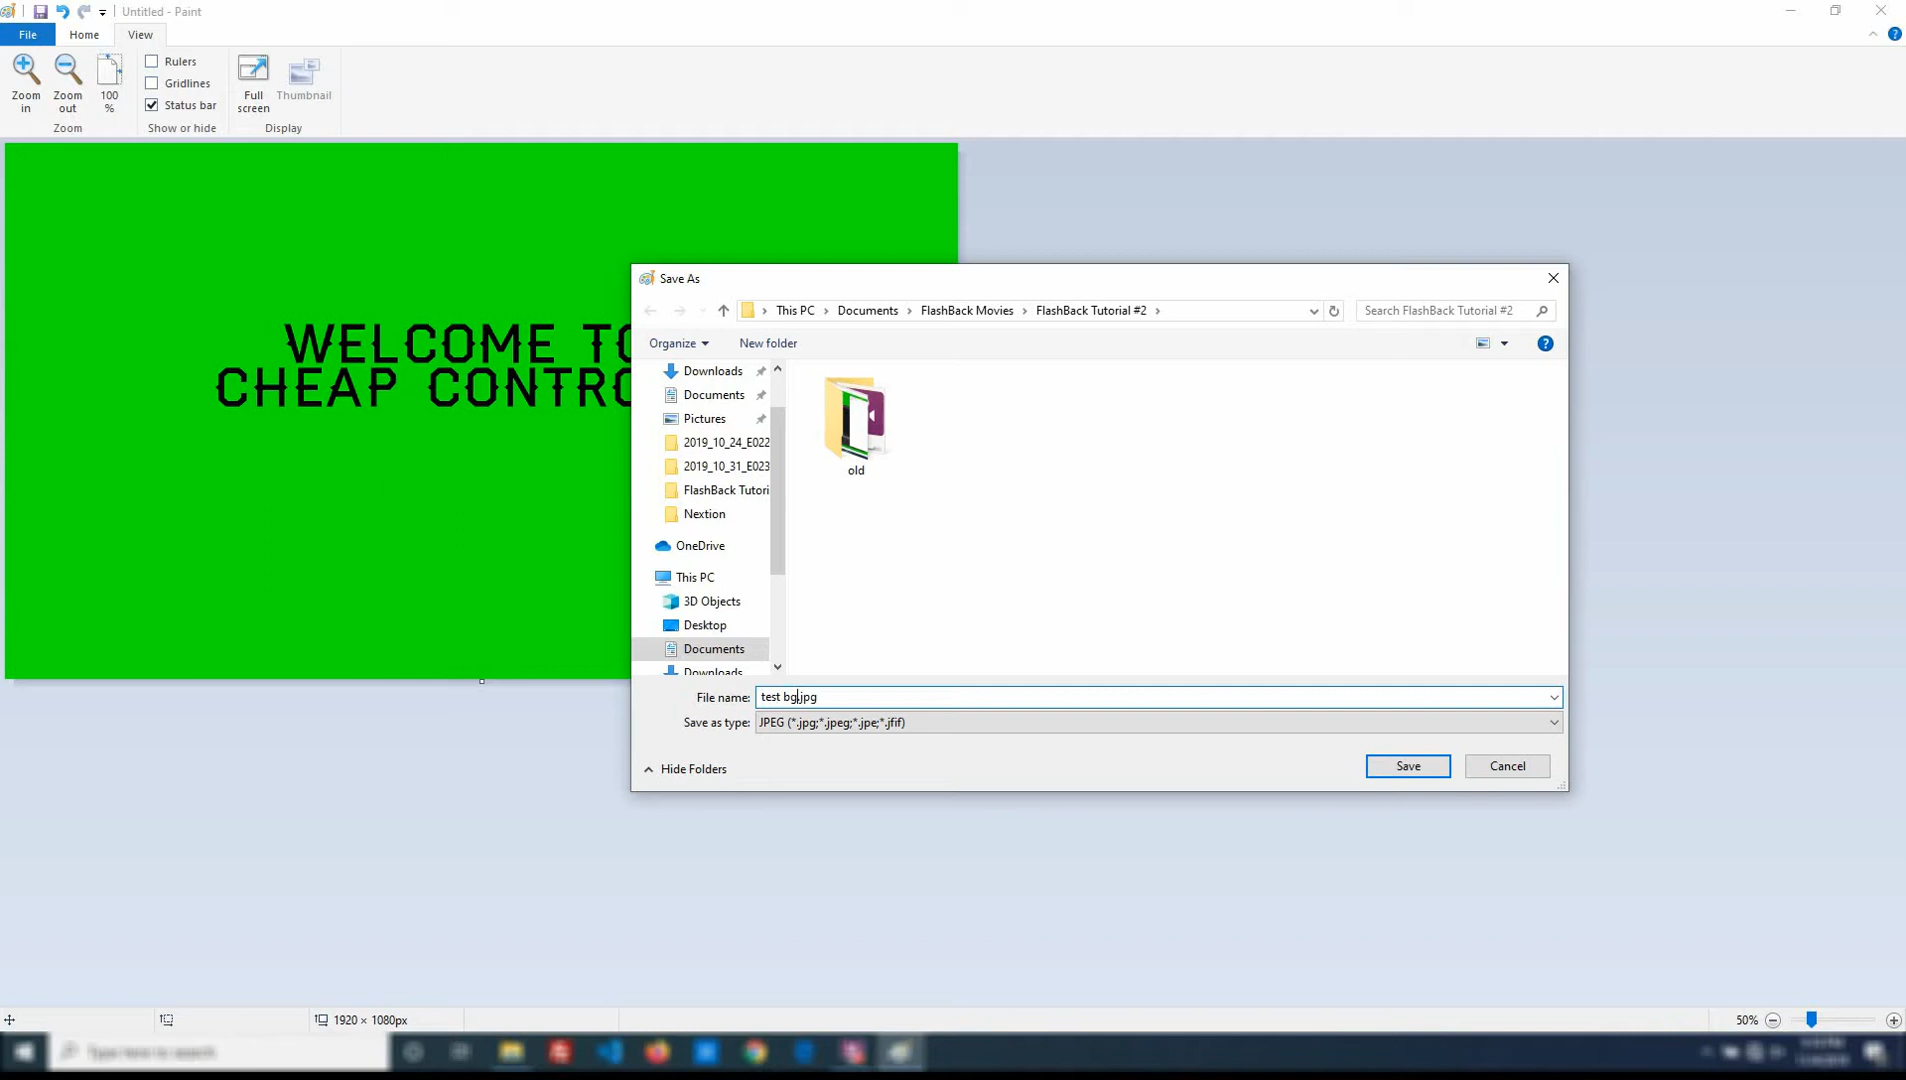 Untitled - Paint
File Home View
Zoom in
Zoom out
100 %
Rulers
Gridlines
Status bar
Full screen
Thumbnail
Zoom
Show or hide
Display
WELCOME TO
CHEAP CONTRO
Save As
This PC > Documents > FlashBack Movies > FlashBack Tutorial #2 >
Search FlashBack Tutorial #2
Organize
New folder
Downloads
Documents
Pictures
2019_10_24_E022
2019_10_31_E023
FlashBack Tutori
Nextion
OneDrive
This PC
3D Objects
Desktop
Documents
Downloads
old
File name: test bg.jpg
Save as type: JPEG (*.jpg;*.jpeg;*.jpe;*.jfif)
Hide Folders
Save
Cancel
1920 × 1080px
50%
Type here to search